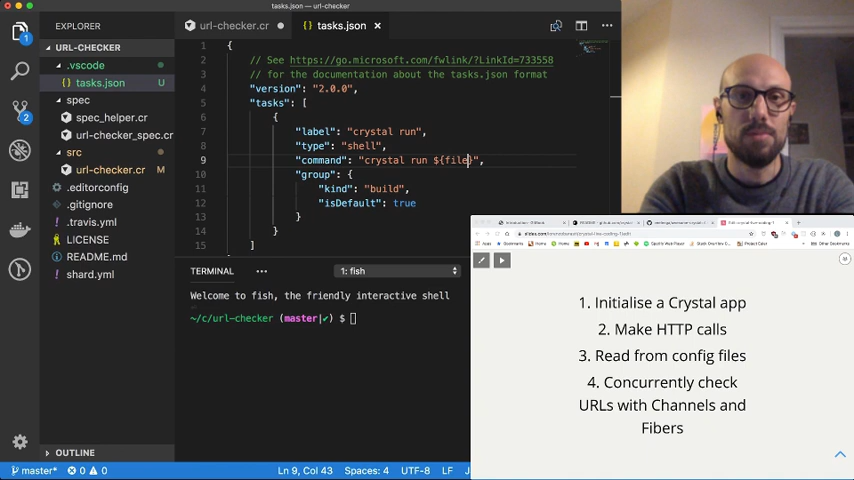 tasks.json — url-checker
EXPLORER
url-checker.cr
tasks.json
URL-CHECKER
.vscode
tasks.json U
spec
spec_helper.cr
url-checker_spec.cr
src
url-checker.cr
.editorconfig
.gitignore
.travis.yml
LICENSE
README.md
shard.yml
OUTLINE
1 {
2 // See https://go.microsoft.com/fwlink/?LinkId=733558
3 // for the documentation about the tasks.json format
4 "version": "2.0.0",
5 "tasks": [
6 {
7 "label": "crystal run",
8 "type": "shell",
9 "command": "crystal run ${file}",
10 "group": {
11 "kind": "build",
12 "isDefault": true
13 }
14 }
15 ]
TERMINAL ... 1: fish
Welcome to fish, the friendly interactive shell
~/c/url-checker (master|✔) $
1. Initialise a Crystal app
2. Make HTTP calls
3. Read from config files
4. Concurrently check
URLs with Channels and
Fibers
1
2
master* 0 0 Ln 9, Col 43 Spaces: 4 UTF-8 LF